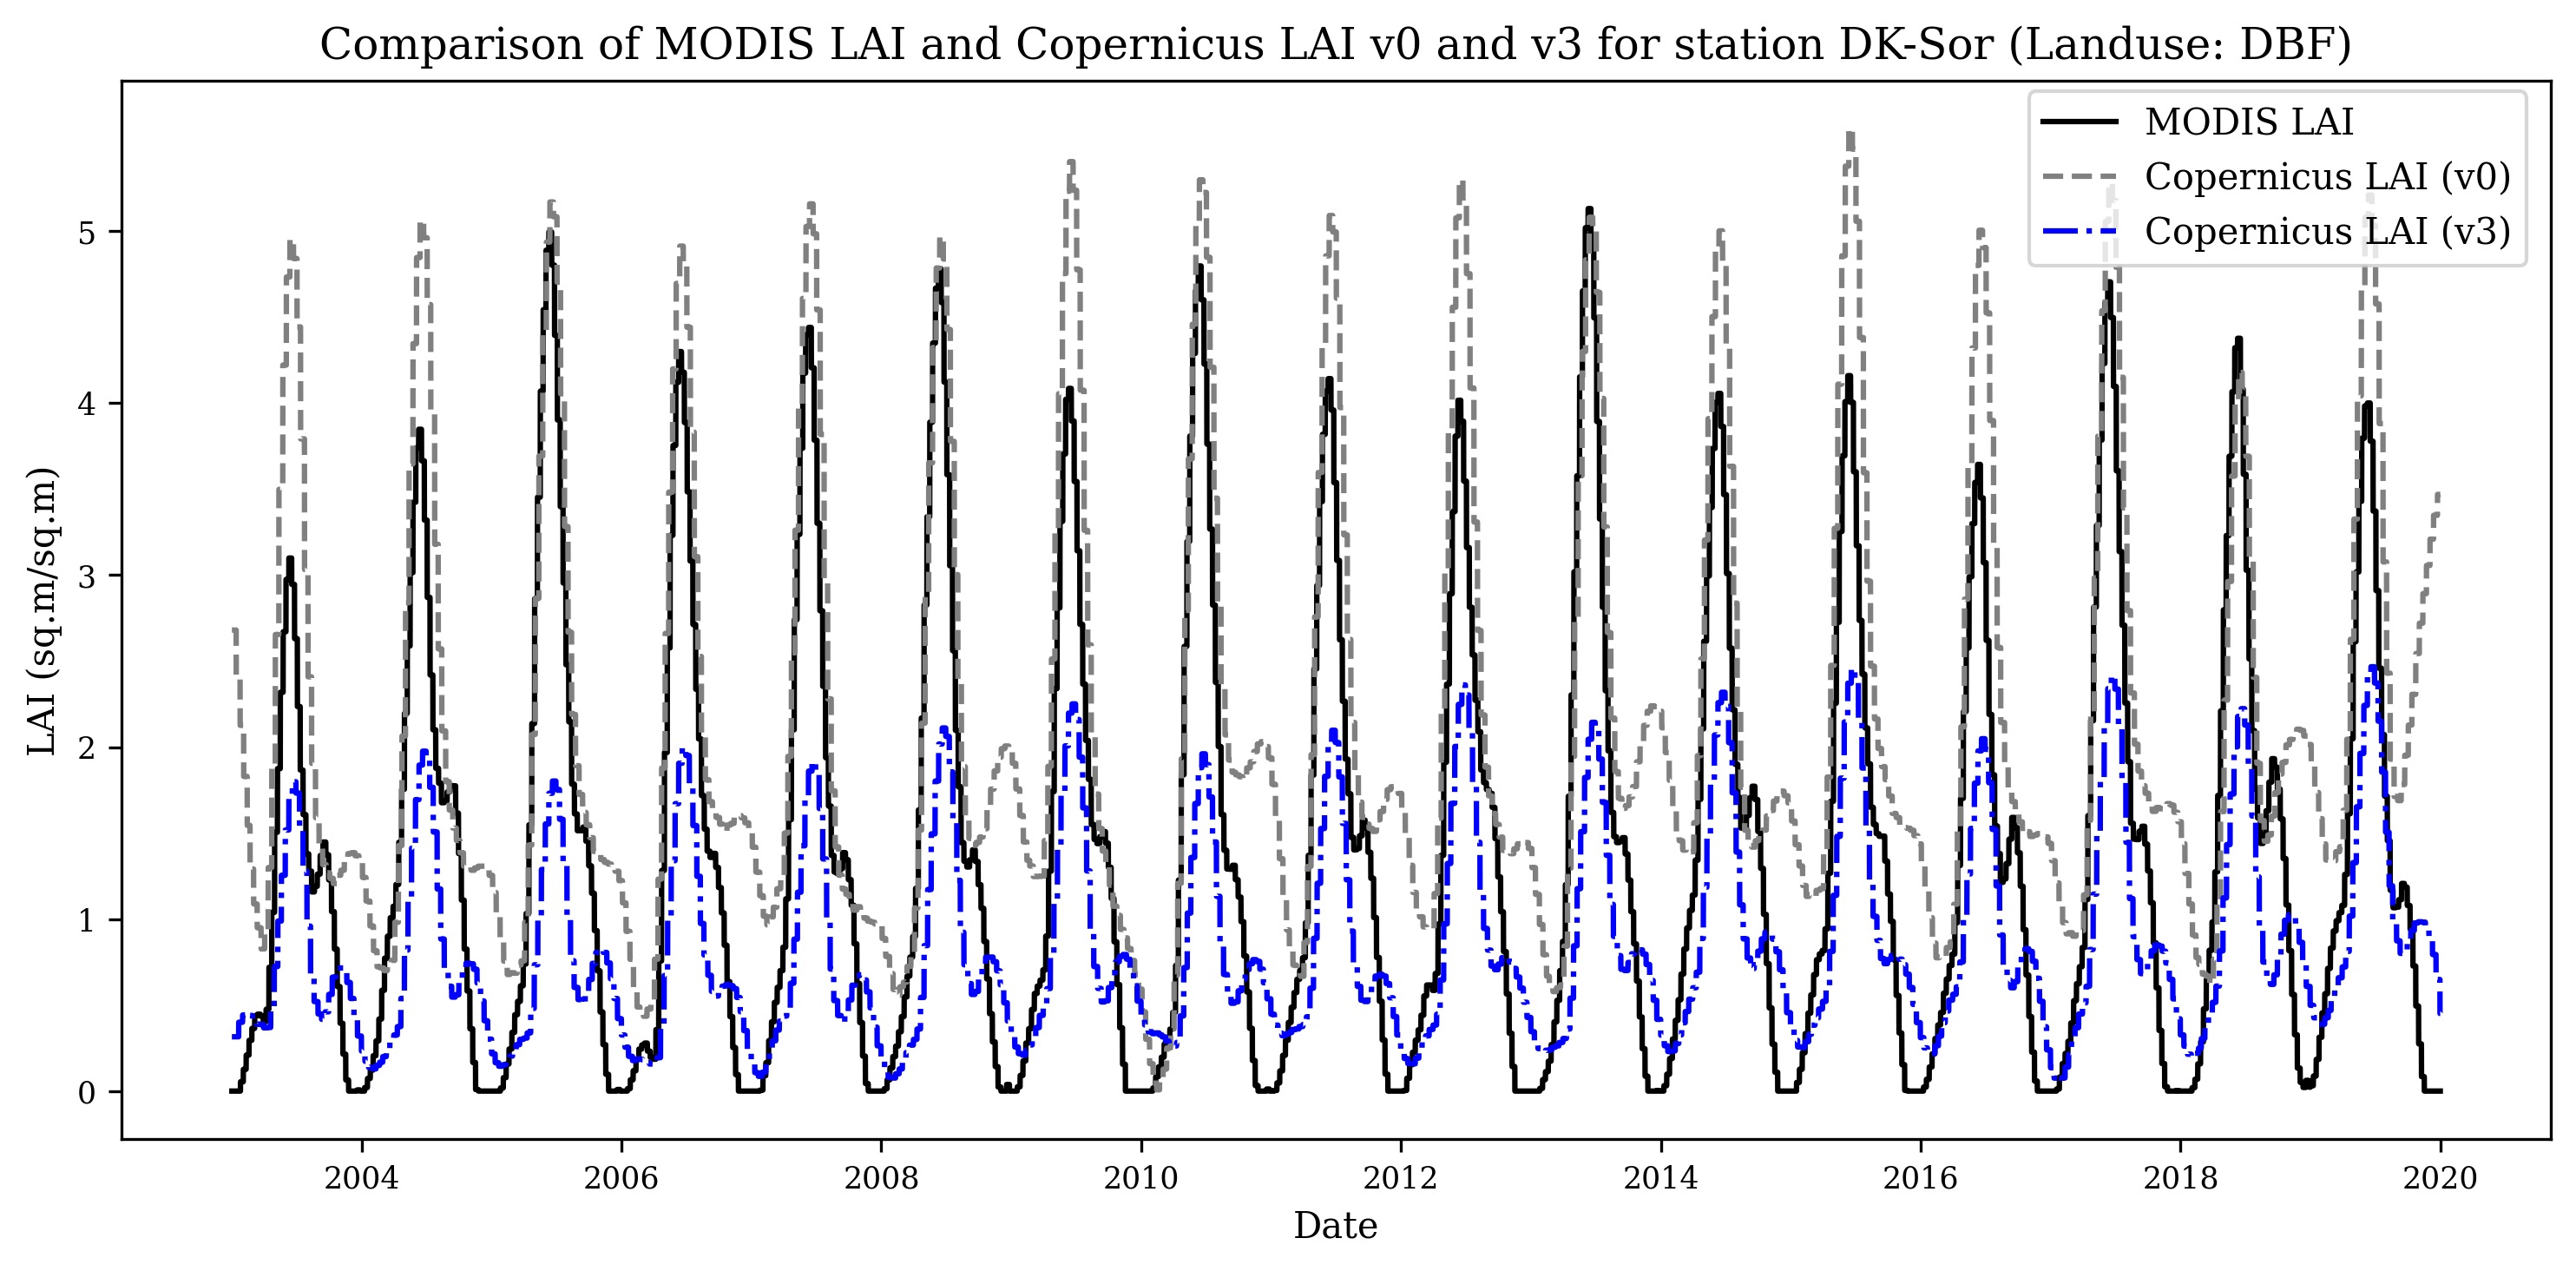 Comparison of MODIS LAI and Copernicus LAI v0 and v3 for station DK-Sor (Landuse: DBF)
MODIS LAI
Copernicus LAI (v0)
Copernicus LAI (v3)
LAI (sq.m/sq.m)
5
4
3
2
1
0
2004 2006 2008 2010 2012 2014 2016 2018 2020
Date